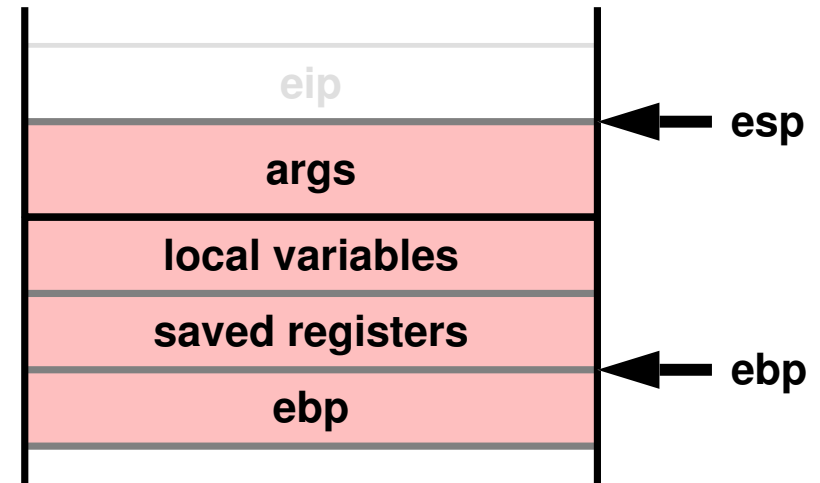 eip
esp
args
local variables
saved registers
ebp
ebp